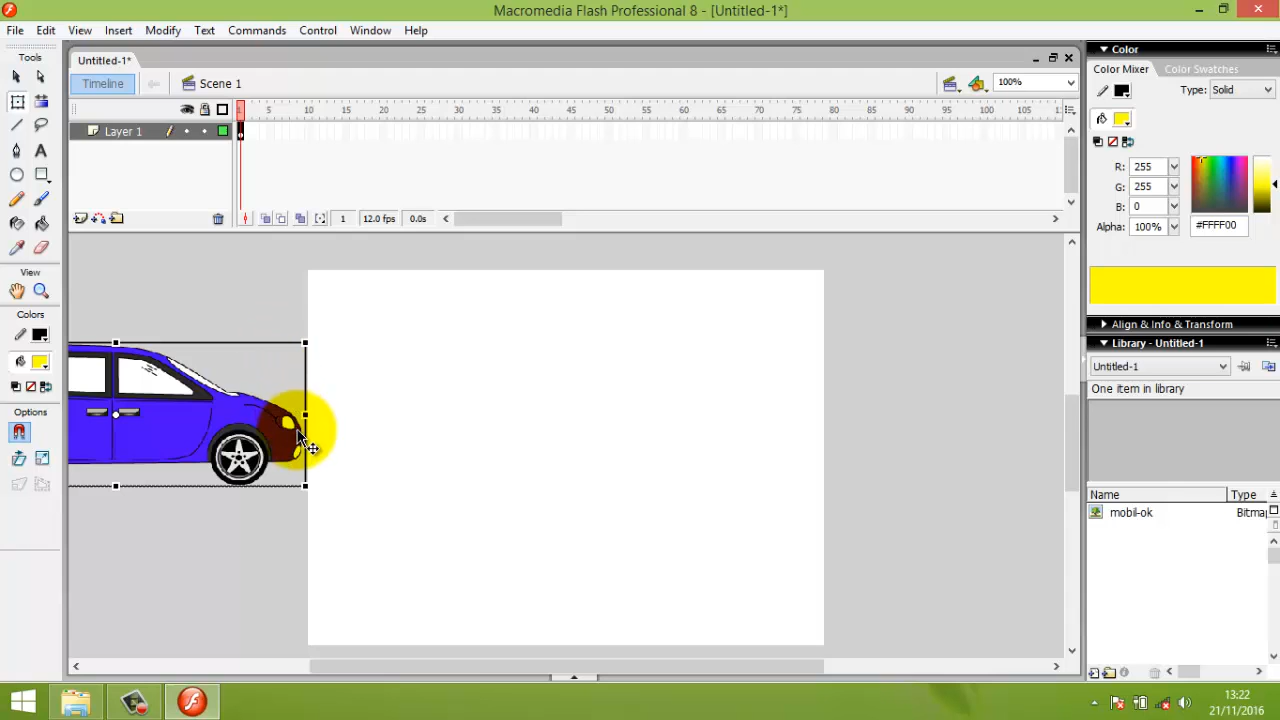 Macromedia Flash Professional 8 - [Untitled-1*]
File Edit View Insert Modify Text Commands Control Window Help
Tools
Untitled-1*
Timeline Scene 1 100%
5 10 15 20 25 30 35 40 45 50 55 60 65 70 75 80 85 90 95 100 105
Layer 1
1 12.0 fps 0.0s
View
Colors
Options
Color
Color Mixer Color Swatches
Type: Solid
R: 255
G: 255
B: 0
Alpha: 100% #FFFF00
Align & Info & Transform
Library - Untitled-1
Untitled-1
One item in library
Name Type
mobil-ok Bitmap
13:22
21/11/2016